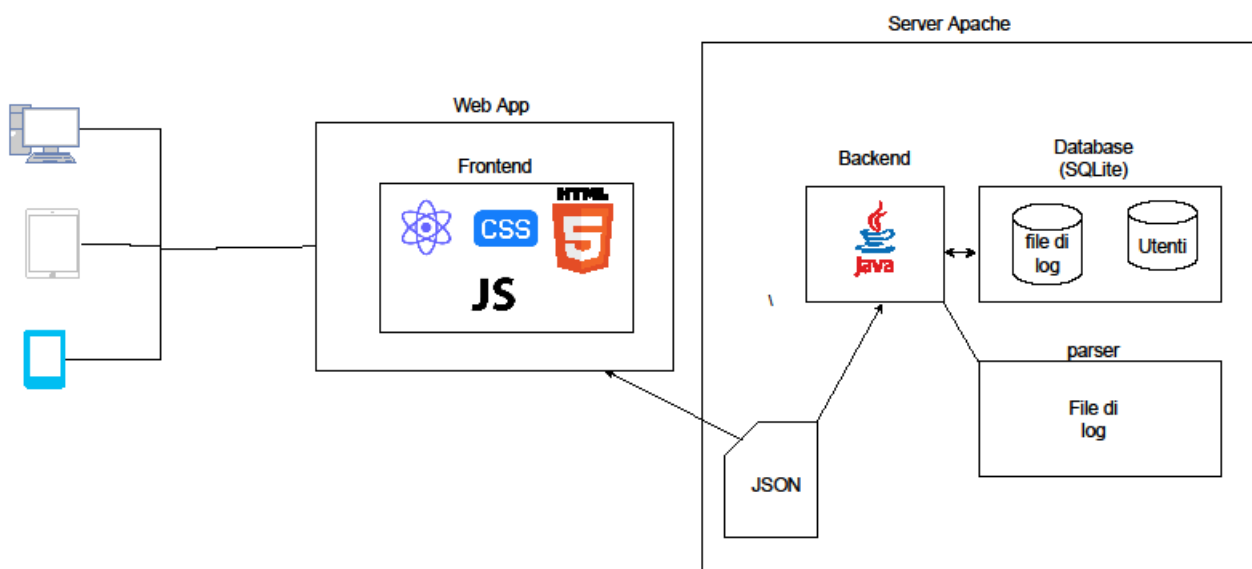 Server Apache
Web App
Frontend
HTML
CSS
5
JS
Backend
Java
\
Database
(SQLite)
file di
log
Utenti
parser
File di
log
JSON